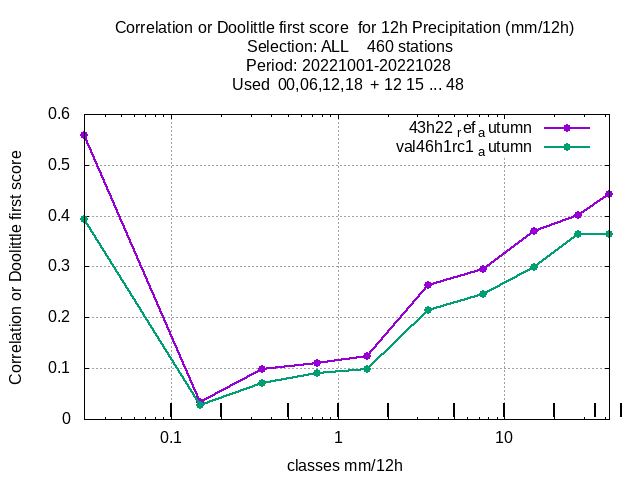 Correlation or Doolittle first score  for 12h Precipitation (mm/12h)
Selection: ALL    460 stations
Period: 20221001-20221028
Used  00,06,12,18  + 12 15 ... 48
43h22 ref autumn
val46h1rc1 autumn
Correlation or Doolittle first score
0.6
0.5
0.4
0.3
0.2
0.1
0
0.1
1
10
classes mm/12h